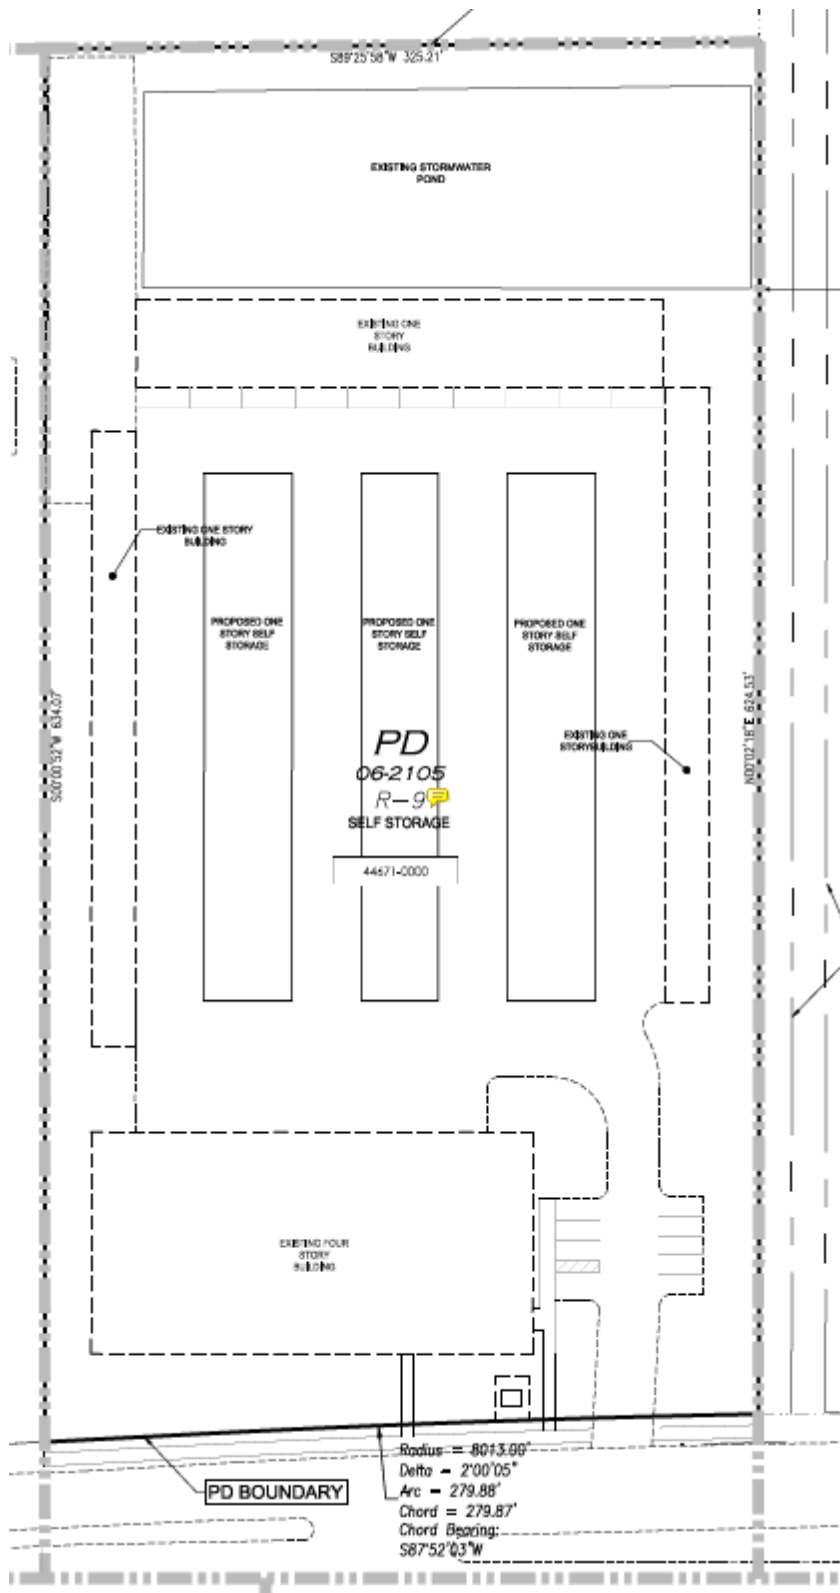 S89°25'58"W 325.21'
EXISTING STORMWATER
POND
EXISTING ONE
STORY
BUILDING
EXISTING ONE STORY
BUILDING
PROPOSED ONE
STORY SELF
STORAGE
PROPOSED ONE
STORY SELF
STORAGE
PROPOSED ONE
STORY SELF
STORAGE
S00°00'52"W 634.07'
N00°02'18"E 624.53'
EXISTING ONE
STORYBUILDING
PD
06-2105
R-9
SELF STORAGE
44671-0000
EXISTING FOUR
STORY
BUILDING
PD BOUNDARY
Radius = 8013.00'
Delta = 2°00'05"
Arc = 279.88'
Chord = 279.87'
Chord Bearing:
S87°52'03"W